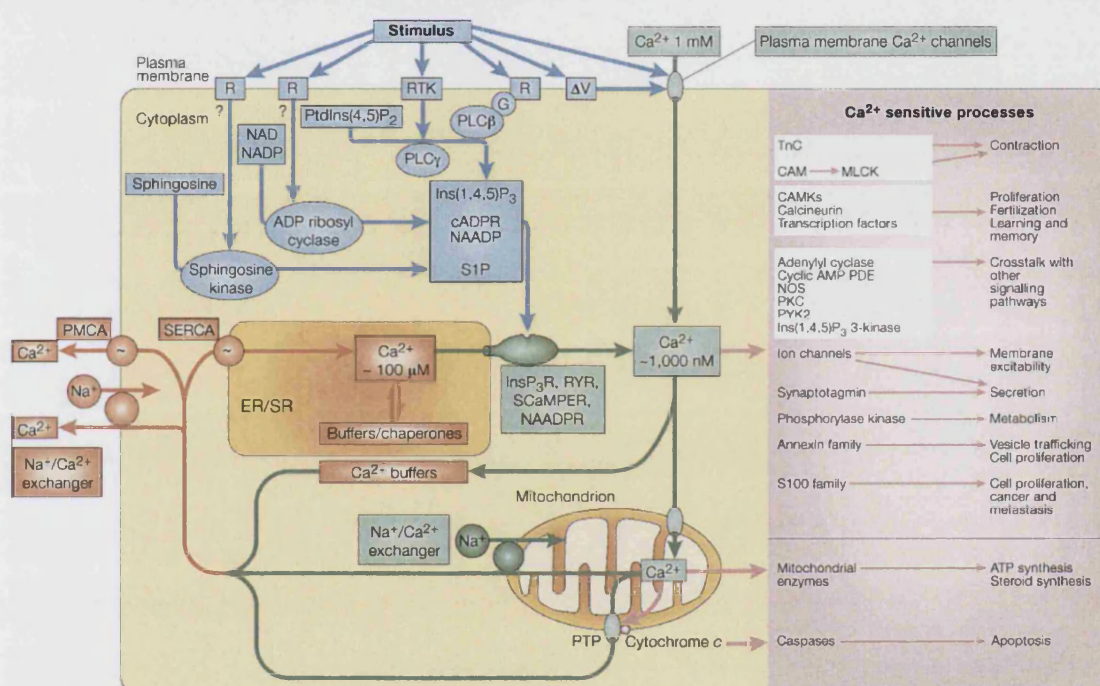 Stimulus
Ca²⁺ 1 mM
Plasma membrane Ca²⁺ channels
Plasma
membrane
R
R
RTK
R
ΔV
?
?
G
Cytoplasm
PtdIns(4,5)P₂
PLCβ
NAD
NADP
PLCγ
Sphingosine
Ins(1,4,5)P₃
cADPR
NAADP
S1P
ADP ribosyl
cyclase
Sphingosine
kinase
PMCA
SERCA
Ca²⁺
~
~
Ca²⁺
~ 100 μM
Ca²⁺
~1,000 nM
Na⁺
ER/SR
InsP₃R, RYR,
SCaMPER,
NAADPR
Ca²⁺
Buffers/chaperones
Na⁺/Ca²⁺
exchanger
Ca²⁻ buffers
Mitochondrion
Na⁺/Ca²⁺
exchanger
Na⁺
Ca²⁺
PTP
Cytochrome c
Ca²⁺ sensitive processes
TnC
Contraction
CAM
MLCK
CAMKs
Calcineurin
Transcription factors
Proliferation
Fertilization
Learning and
memory
Adenylyl cyclase
Cyclic AMP PDE
NOS
PKC
PYK2
Ins(1,4,5)P₃ 3-kinase
Crosstalk with
other
signalling
pathways
Ion channels
Membrane
excitability
Synaptotagmin
Secretion
Phosphorylase kinase
Metabolism
Annexin family
Vesicle trafficking
Cell proliferation
S100 family
Cell proliferation,
cancer and
metastasis
Mitochondrial
enzymes
ATP synthesis
Steroid synthesis
Caspases
Apoptosis